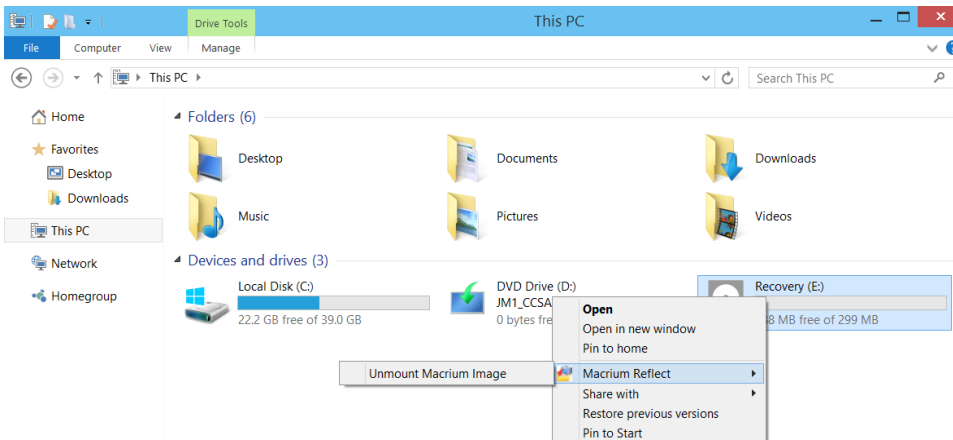 Drive Tools
This PC
File Computer View Manage
This PC
Search This PC
Home
Favorites
Desktop
Downloads
This PC
Network
Homegroup
Folders (6)
Desktop
Documents
Downloads
Music
Pictures
Videos
Devices and drives (3)
Local Disk (C:)
22.2 GB free of 39.0 GB
DVD Drive (D:)
JM1_CCSA
0 bytes fre
Recovery (E:)
MB free of 299 MB
Open
Open in new window
Pin to home
Macrium Reflect
Unmount Macrium Image
Share with
Restore previous versions
Pin to Start